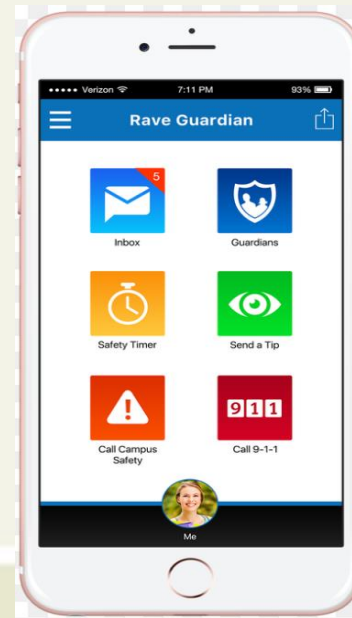 Verizon 7:11 PM 93%
Rave Guardian
5
Inbox Guardians
Safety Timer Send a Tip
911
Call Campus Safety Call 9-1-1
Me